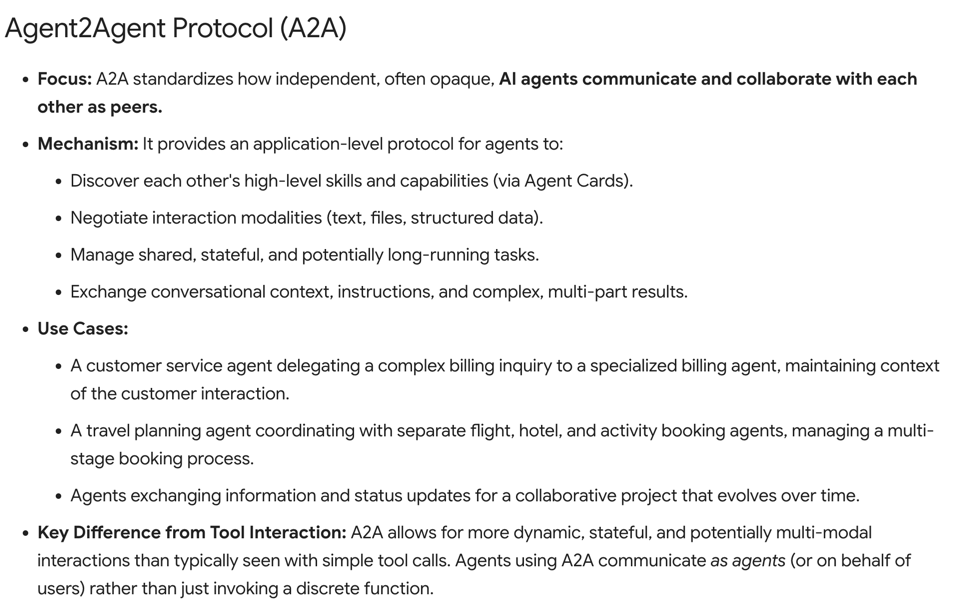 Agent2Agent Protocol (A2A)
• Focus: A2A standardizes how independent, often opaque, AI agents communicate and collaborate with each
other as peers.
• Mechanism: It provides an application-level protocol for agents to:
• Discover each other's high-level skills and capabilities (via Agent Cards).
• Negotiate interaction modalities (text, files, structured data).
• Manage shared, stateful, and potentially long-running tasks.
• Exchange conversational context, instructions, and complex, multi-part results.
• Use Cases:
• A customer service agent delegating a complex billing inquiry to a specialized billing agent, maintaining context
of the customer interaction.
• A travel planning agent coordinating with separate flight, hotel, and activity booking agents, managing a multi-
stage booking process.
• Agents exchanging information and status updates for a collaborative project that evolves over time.
• Key Difference from Tool Interaction: A2A allows for more dynamic, stateful, and potentially multi-modal
interactions than typically seen with simple tool calls. Agents using A2A communicate as agents (or on behalf of
users) rather than just invoking a discrete function.